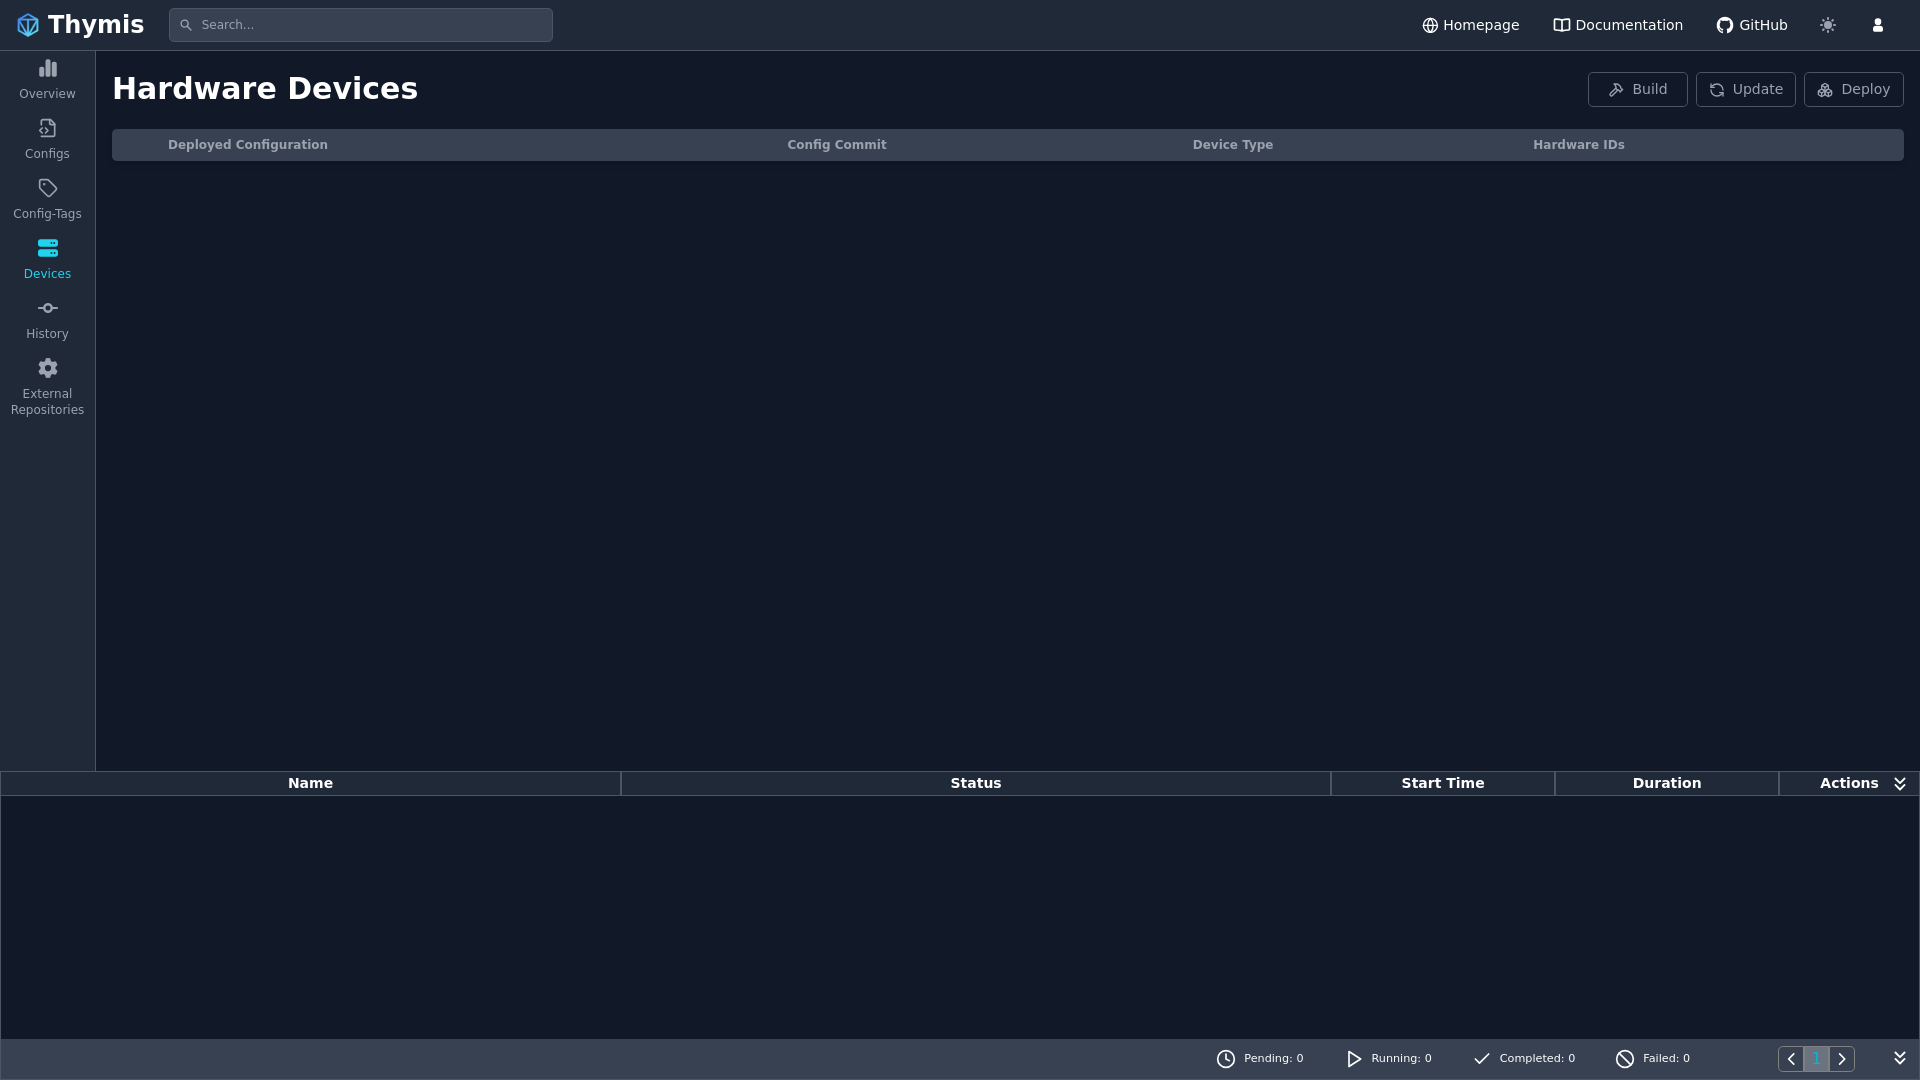 Thymis
Search...
Homepage
Documentation
GitHub
Overview
Configs
Config-Tags
Devices
History
External
Repositories
Hardware Devices
Build
Update
Deploy
Deployed Configuration
Config Commit
Device Type
Hardware IDs
Name
Status
Start Time
Duration
Actions
Pending: 0
Running: 0
Completed: 0
Failed: 0
1